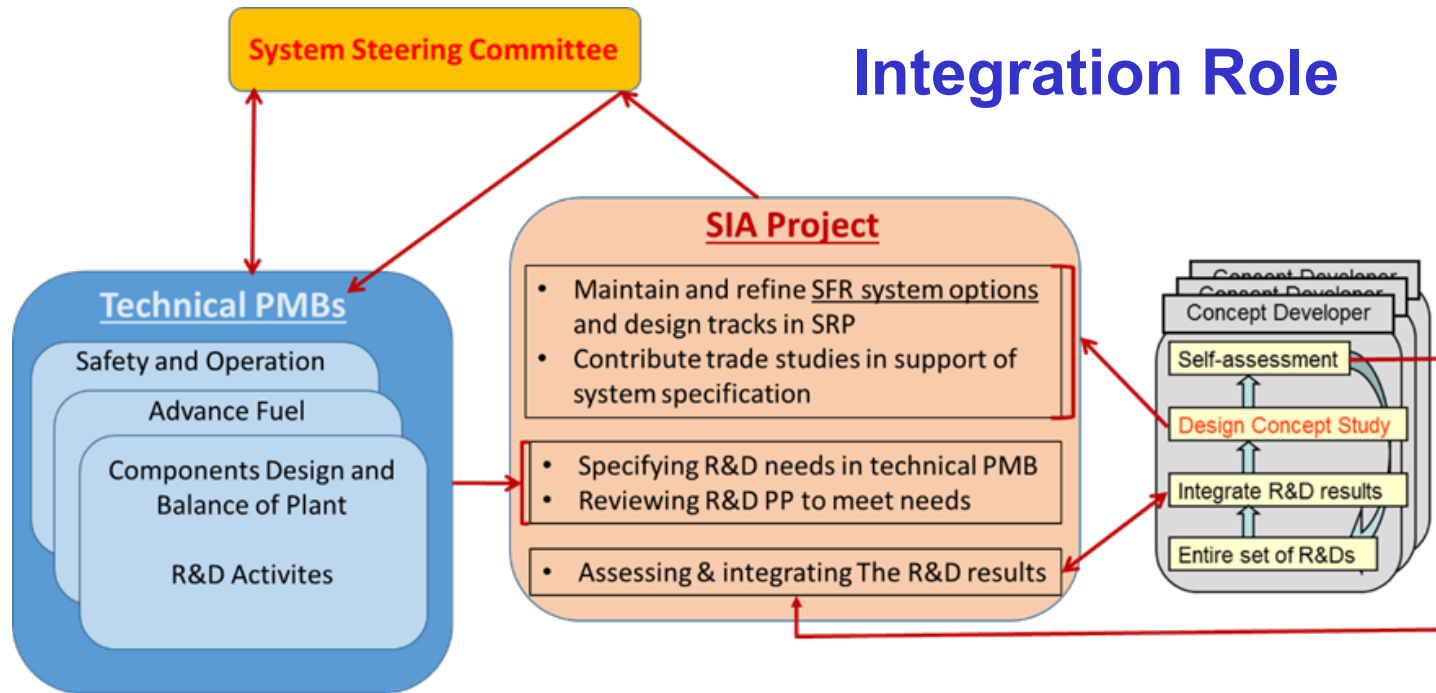 System Steering Committee
Integration Role
SIA Project
• Maintain and refine SFR system options
and design tracks in SRP
• Contribute trade studies in support of
system specification
• Specifying R&D needs in technical PMB
• Reviewing R&D PP to meet needs
• Assessing & integrating The R&D results
Technical PMBs
Safety and Operation
Advance Fuel
Components Design and
Balance of Plant
R&D Activites
Concept Developer
Concept Developer
Concept Developer
Self-assessment
Design Concept Study
Integrate R&D results
Entire set of R&Ds